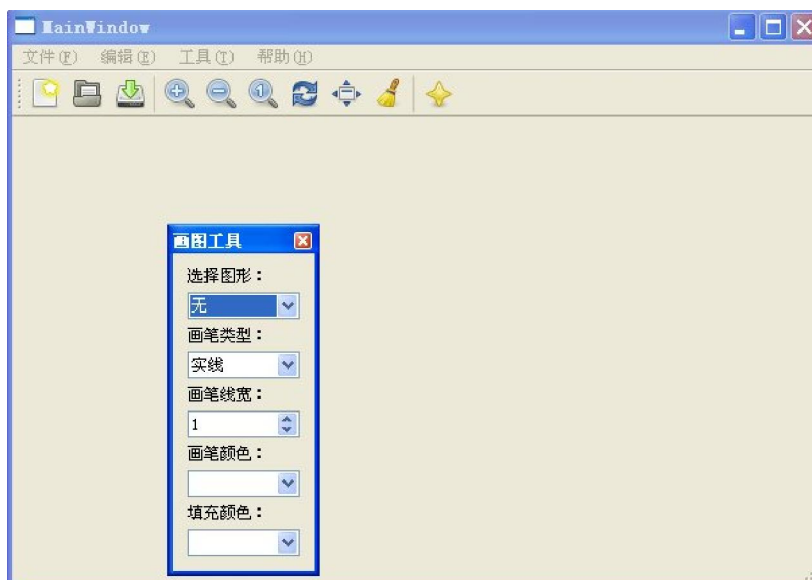 MainWindow
文件(F) 编辑(E) 工具(T) 帮助(H)
1
画图工具
选择图形：
无
画笔类型：
实线
画笔线宽：
1
画笔颜色：
填充颜色：